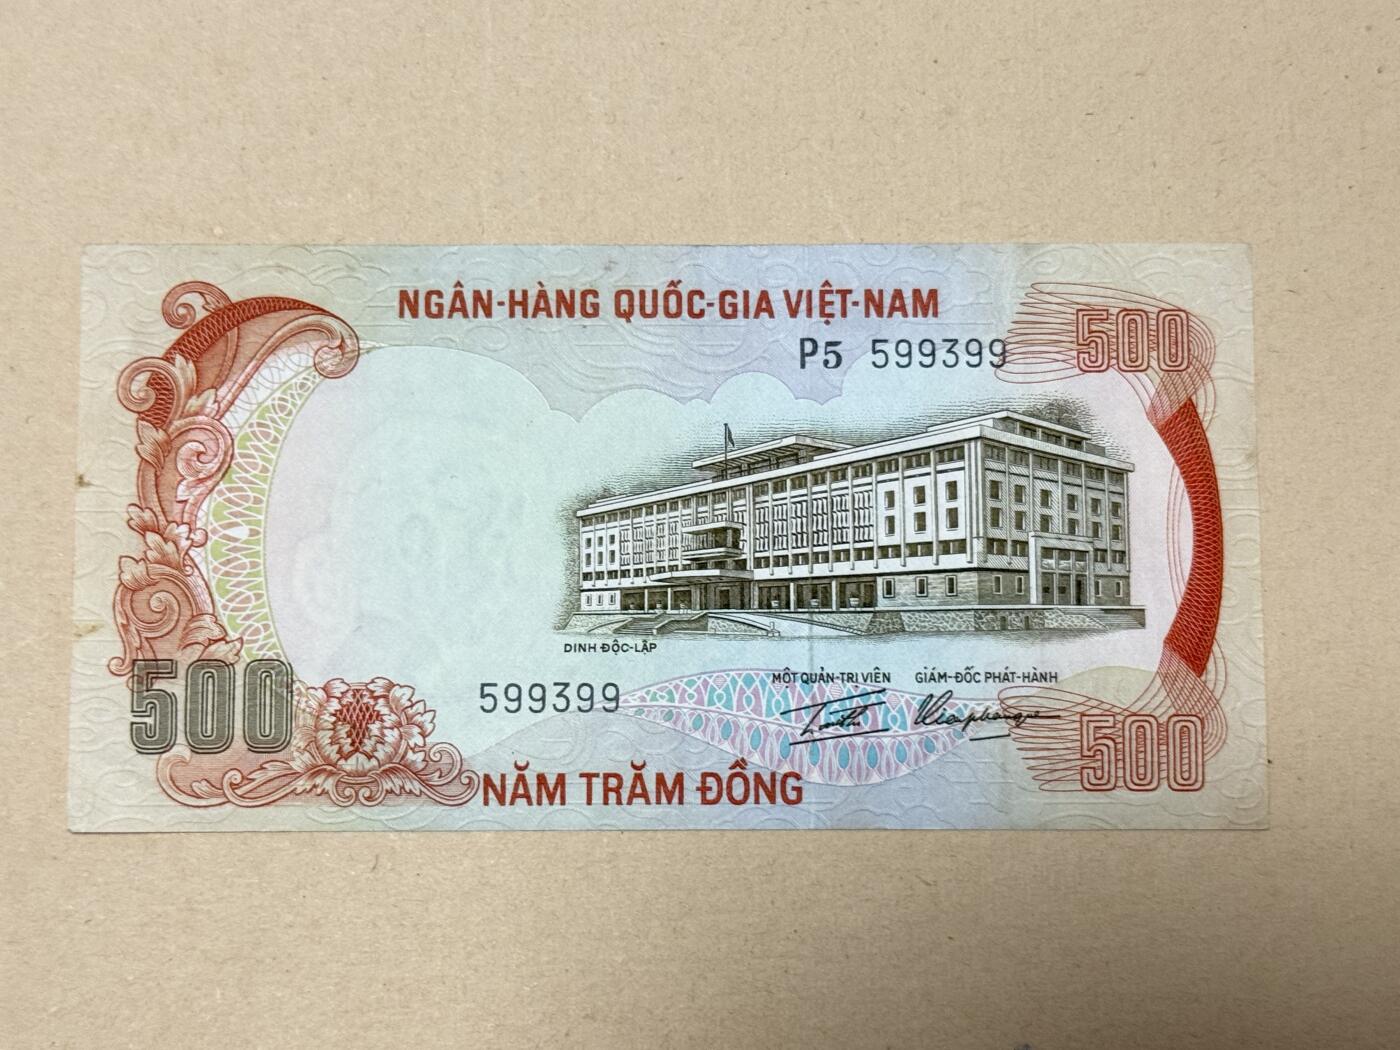 NGÂN-HÀNG QUỐC-GIA VIỆT-NAM
500
P5 599399
DINH ĐỘC-LẬP
MỘT QUẢN-TRỊ VIÊN
GIÁM-ĐỐC PHÁT-HÀNH
500
599399
500
NĂM TRĂM ĐỒNG